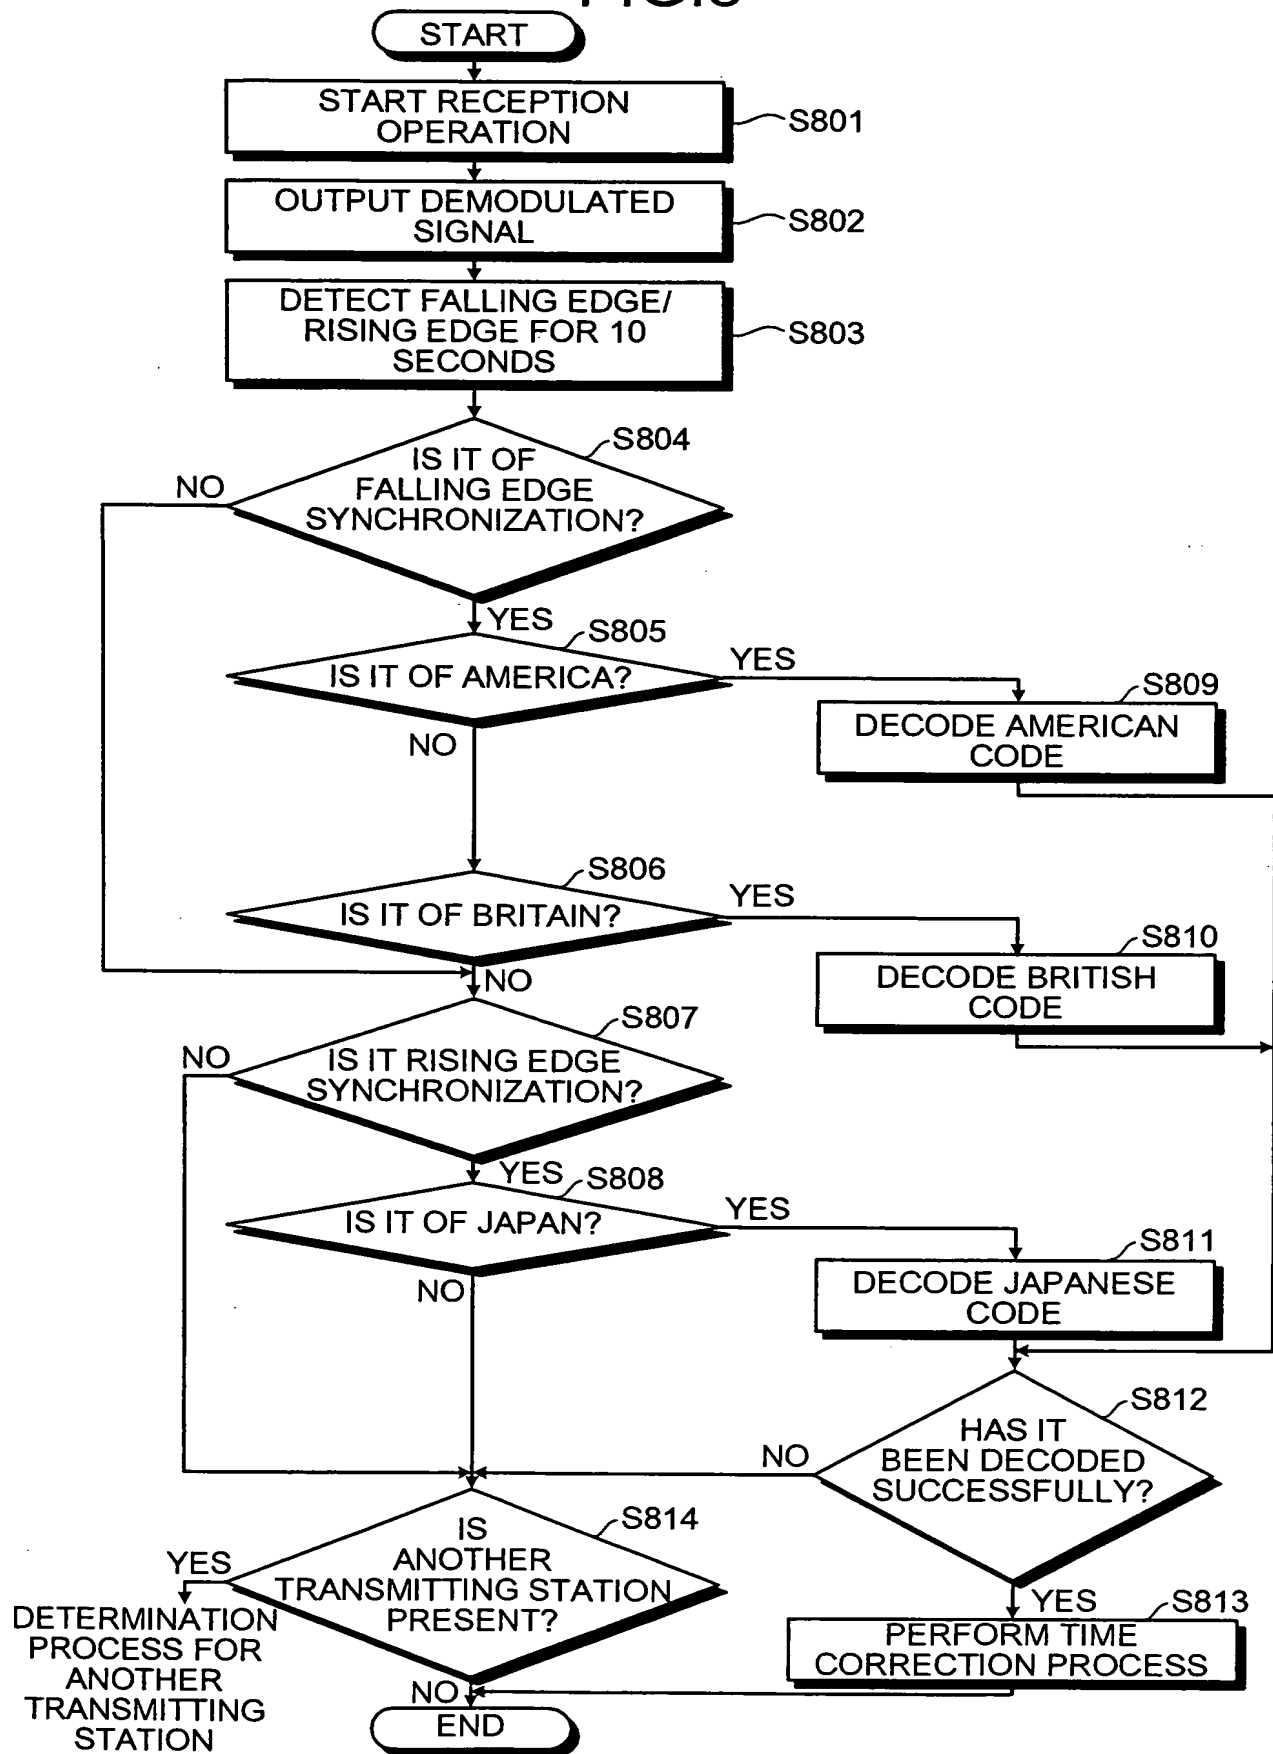 START
START RECEPTION
OPERATION
S801
OUTPUT DEMODULATED
SIGNAL
S802
DETECT FALLING EDGE/
RISING EDGE FOR 10
SECONDS
S803
S804
IS IT OF
FALLING EDGE
SYNCHRONIZATION?
NO
YES
S805
IS IT OF AMERICA?
YES
NO
S809
DECODE AMERICAN
CODE
S806
IS IT OF BRITAIN?
YES
NO
S810
DECODE BRITISH
CODE
S807
IS IT RISING EDGE
SYNCHRONIZATION?
NO
YES
S808
IS IT OF JAPAN?
YES
NO
S811
DECODE JAPANESE
CODE
S812
HAS IT
BEEN DECODED
SUCCESSFULLY?
NO
YES
S813
PERFORM TIME
CORRECTION PROCESS
S814
IS
ANOTHER
TRANSMITTING STATION
PRESENT?
YES
DETERMINATION
PROCESS FOR
ANOTHER
TRANSMITTING
STATION
NO
END